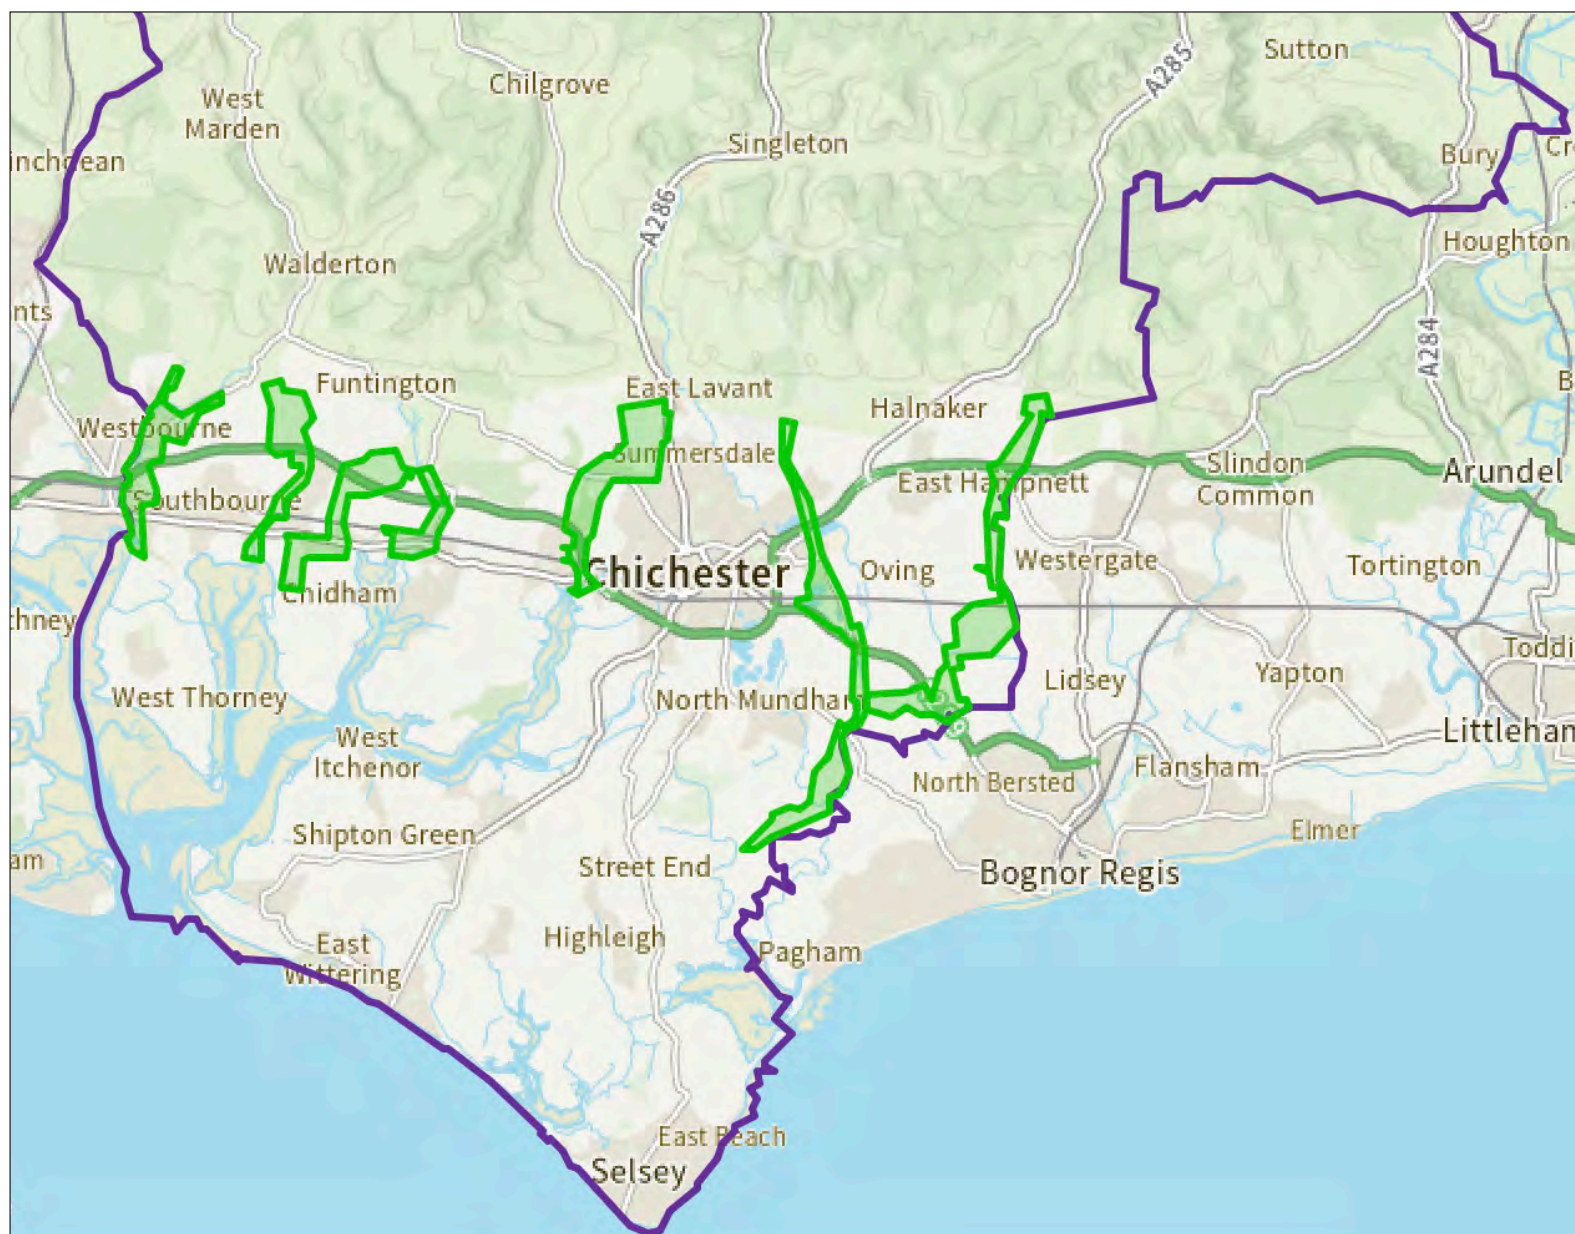 Sutton
A285
Chilgrove
West
Marden
Singleton
Bury
A286
Houghton
Walderton
A284
Funtington
East Lavant
Halnaker
Westbourne
Summersdale
Slindon
Common
Arundel
East Hampnett
Southbourne
Chichester
Oving
Westergate
Tortington
Chidham
Yapton
Lidsey
West Thorney
North Mundham
West
Itchenor
Flansham
North Bersted
Shipton Green
Elmer
Street End
Bognor Regis
Highleigh
East
Wittering
Pagham
East Beach
Selsey